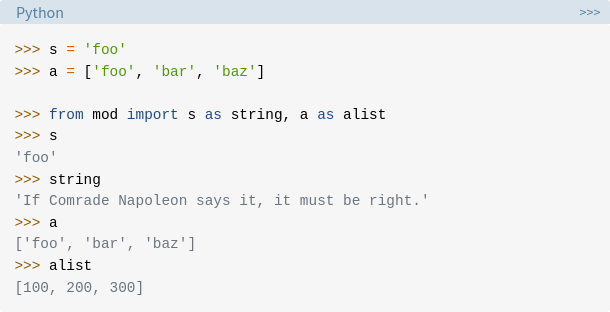 Python
>>>
>>> s = 'foo'
>>> a = ['foo', 'bar', 'baz']
>>> from mod import s as string, a as alist
>>> s
'foo'
>>> string
'If Comrade Napoleon says it, it must be right.'
>>> a
['foo', 'bar', 'baz']
>>> alist
[100, 200, 300]